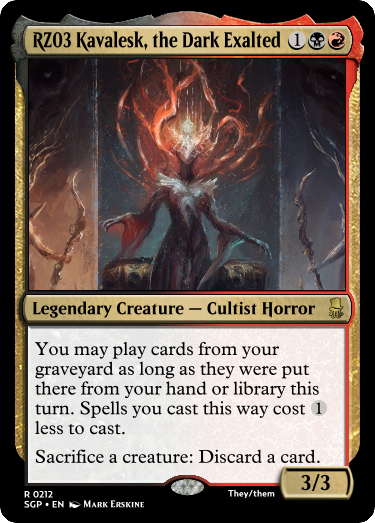 RZ03 Kavalesk, the Dark Exalted 1
Legendary Creature — Cultist Horror
You may play cards from your
graveyard as long as they were put
there from your hand or library this
turn. Spells you cast this way cost 1
less to cast.
Sacrifice a creature: Discard a card.
3/3
R 0212
They/them
SGP • EN Mark Erskine